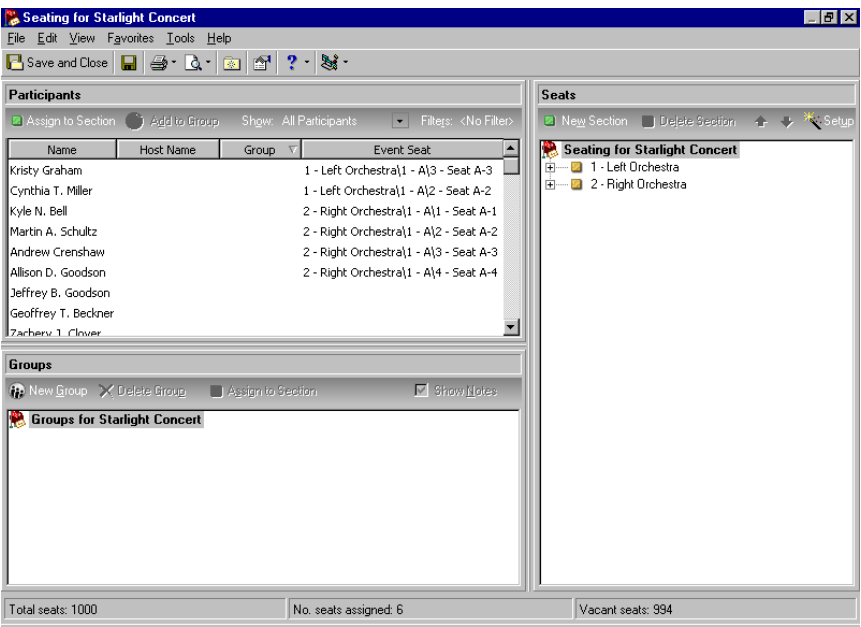 Seating for Starlight Concert
File Edit View Favorites Tools Help
Save and Close
Participants
Assign to Section Add to Group Show: All Participants Filters: <No Filter>
Name Host Name Group Event Seat
Kristy Graham 1 - Left Orchestra\1 - A\3 - Seat A-3
Cynthia T. Miller 1 - Left Orchestra\1 - A\2 - Seat A-2
Kyle N. Bell 2 - Right Orchestra\1 - A\1 - Seat A-1
Martin A. Schultz 2 - Right Orchestra\1 - A\2 - Seat A-2
Andrew Crenshaw 2 - Right Orchestra\1 - A\3 - Seat A-3
Allison D. Goodson 2 - Right Orchestra\1 - A\4 - Seat A-4
Jeffrey B. Goodson
Geoffrey T. Beckner
Zachery J. Clover
Groups
New Group Delete Group Assign to Section Show Notes
Groups for Starlight Concert
Seats
New Section Delete Section Setup
Seating for Starlight Concert
1 - Left Orchestra
2 - Right Orchestra
Total seats: 1000 No. seats assigned: 6 Vacant seats: 994